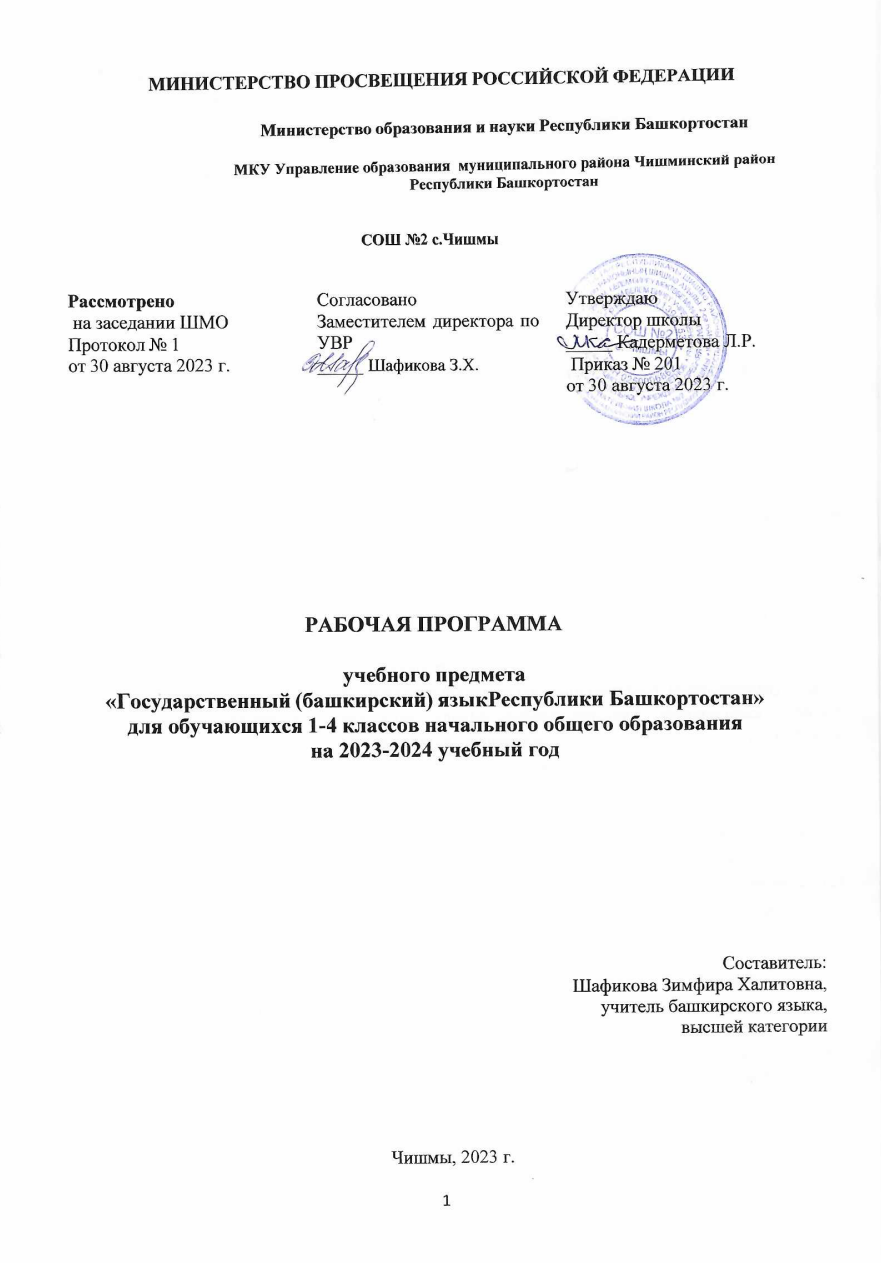 МИНИСТЕРСТВО ПРОСВЕЩЕНИЯ РОССИЙСКОЙ ФЕДЕРАЦИИ
Министерство образования и науки Республики Башкортостан
МКУ Управление образования муниципального района Чишминский район
Республики Башкортостан
СОШ №2 с.Чишмы
Рассмотрено
на заседании ШМО
Протокол № 1
от 30 августа 2023 г.
Согласовано
Заместителем директора по
УВР
Шафикова З.Х.
Утверждаю
Директор школы
Кадерметова Л.Р.
Приказ № 201
от 30 августа 2023 г.
СОШ №2
РАБОЧАЯ ПРОГРАММА
учебного предмета
«Государственный (башкирский) языкРеспублики Башкортостан»
для обучающихся 1-4 классов начального общего образования
на 2023-2024 учебный год
Составитель:
Шафикова Зимфира Халитовна,
учитель башкирского языка,
высшей категории
Чишмы, 2023 г.
1